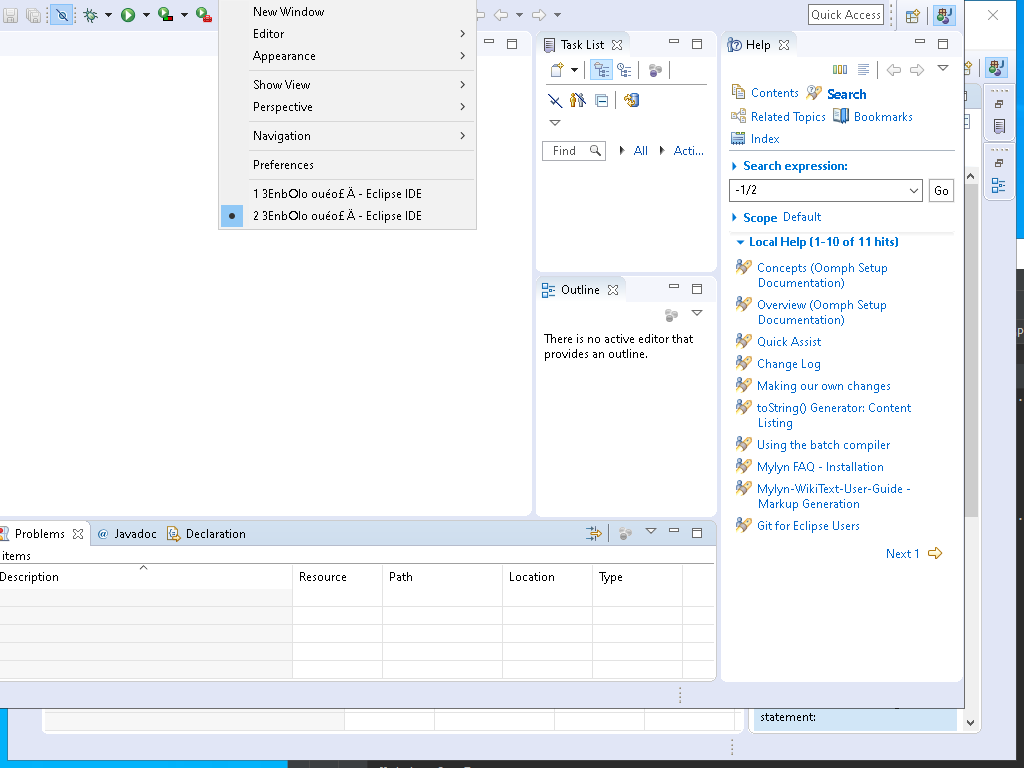 New Window
Editor
Appearance
Show View
Perspective
Navigation
Preferences
1 3EnbOlo ouéo£ Ä - Eclipse IDE
2 3EnbOlo ouéo£ Ä - Eclipse IDE
Quick Access
Task List
Find
All
Acti...
Outline
There is no active editor that
provides an outline.
Help
Contents
Search
Related Topics
Bookmarks
Index
Search expression:
-1/2
Go
Scope Default
Local Help (1-10 of 11 hits)
Concepts (Oomph Setup
Documentation)
Overview (Oomph Setup
Documentation)
Quick Assist
Change Log
Making our own changes
toString() Generator: Content
Listing
Using the batch compiler
Mylyn FAQ - Installation
Mylyn-WikiText-User-Guide -
Markup Generation
Git for Eclipse Users
Next 1
Problems
@ Javadoc
Declaration
items
Description
Resource
Path
Location
Type
statement: